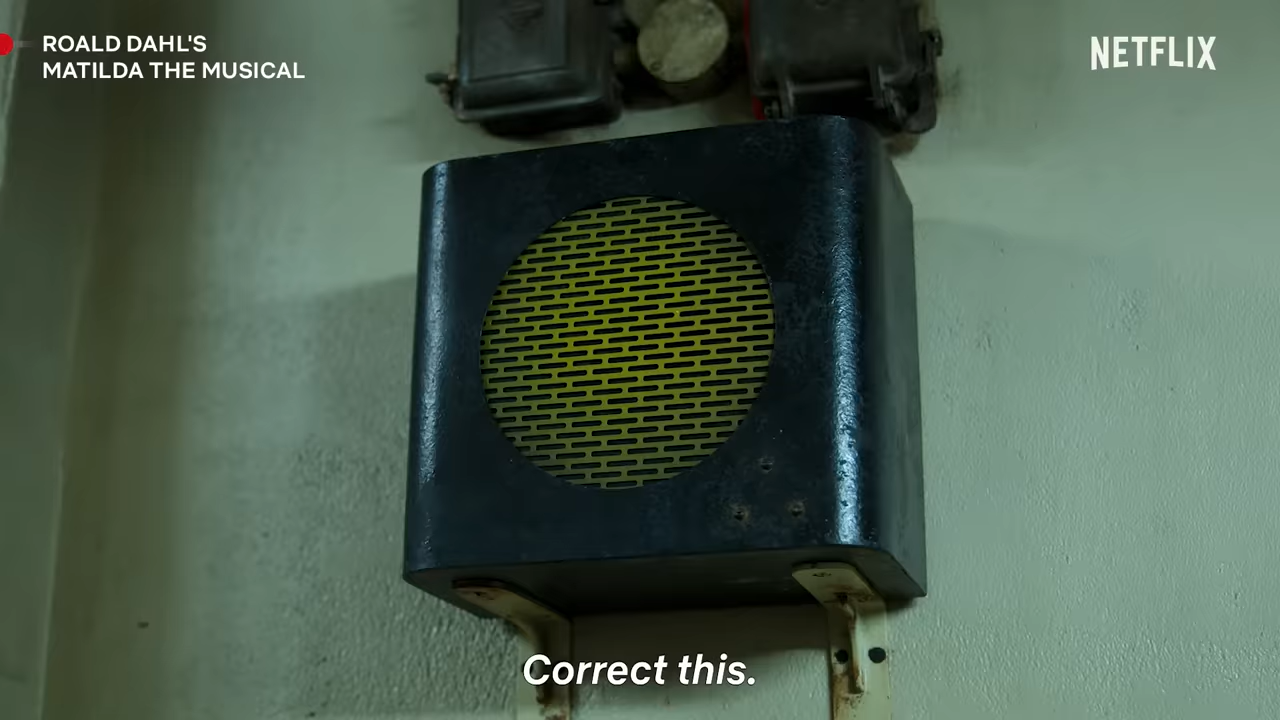 ROALD DAHL'S
MATILDA THE MUSICAL
NETFLIX
Correct this.